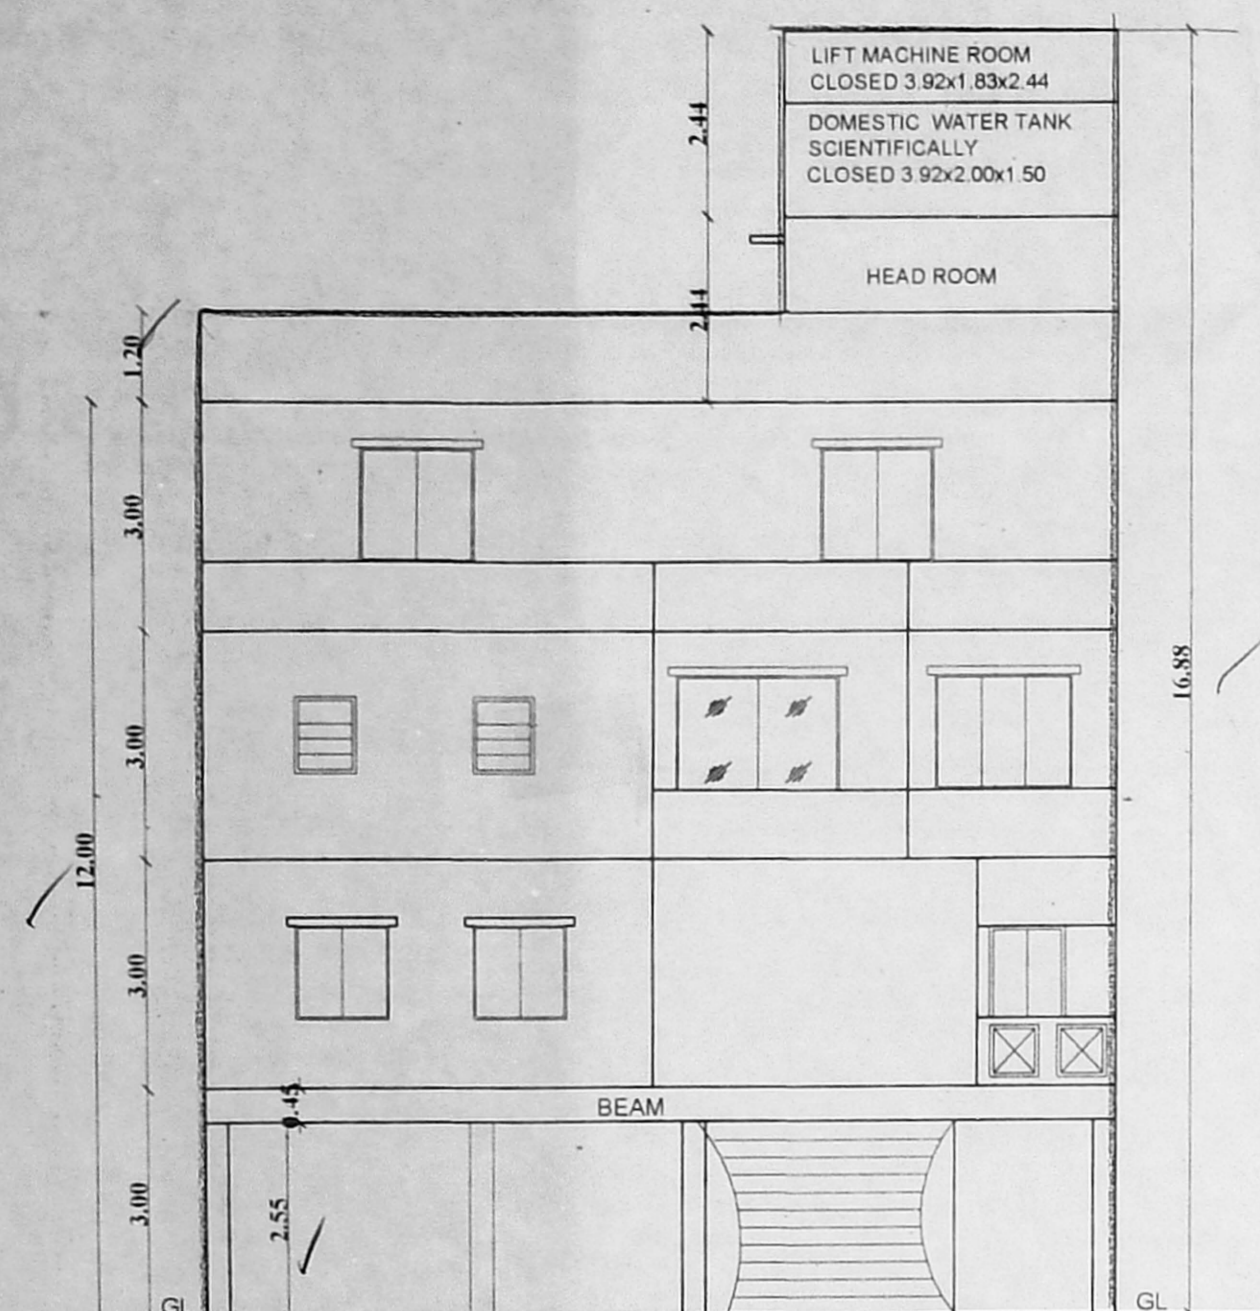 LIFT MACHINE ROOM
CLOSED 3.92x1.83x2.44
DOMESTIC WATER TANK
SCIENTIFICALLY
CLOSED 3.92x2.00x1.50
2.44
HEAD ROOM
2.44
1.20
3.00
16.88
3.00
12.00
3.00
0.45
BEAM
3.00
2.55
GL
GL